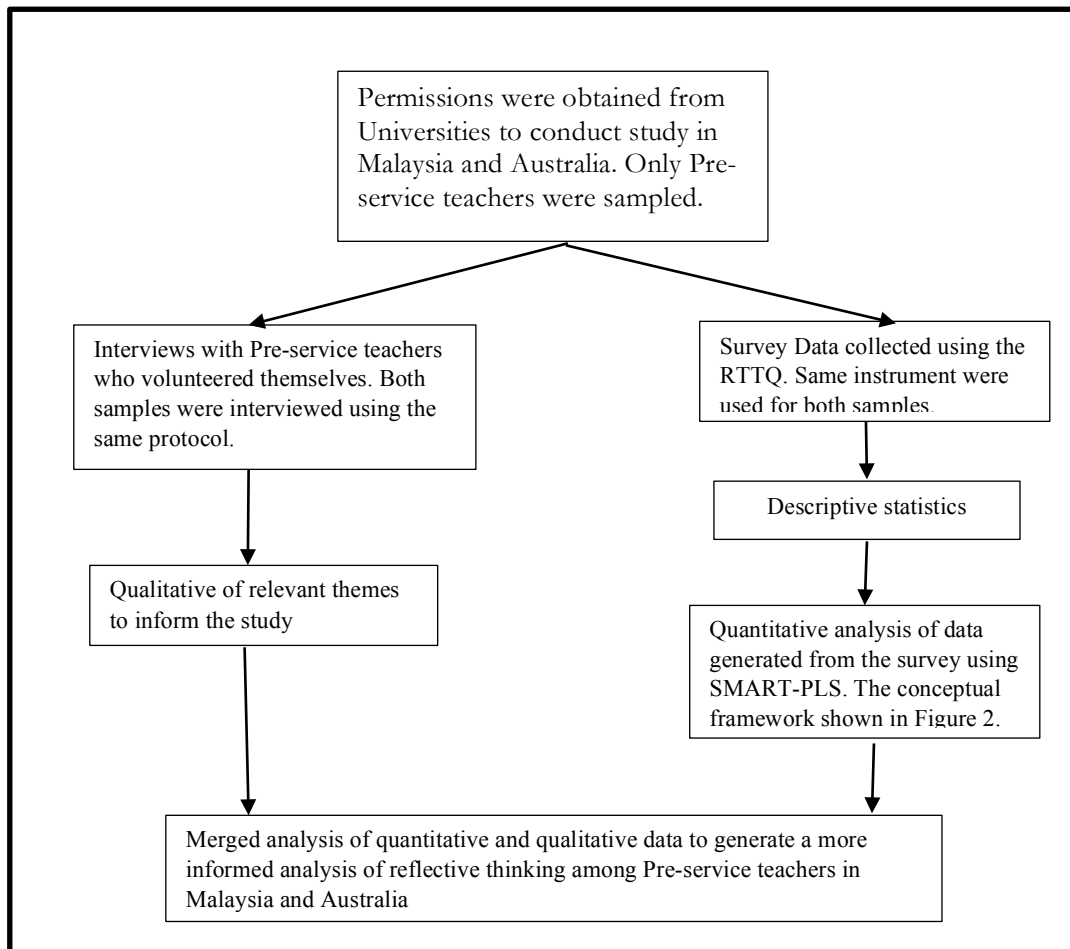 Permissions were obtained from
Universities to conduct study in
Malaysia and Australia. Only Pre-
service teachers were sampled.
Interviews with Pre-service teachers
who volunteered themselves. Both
samples were interviewed using the
same protocol.
Survey Data collected using the
RTTQ. Same instrument were
used for both samples.
Descriptive statistics
Qualitative of relevant themes
to inform the study
Quantitative analysis of data
generated from the survey using
SMART-PLS. The conceptual
framework shown in Figure 2.
Merged analysis of quantitative and qualitative data to generate a more
informed analysis of reflective thinking among Pre-service teachers in
Malaysia and Australia